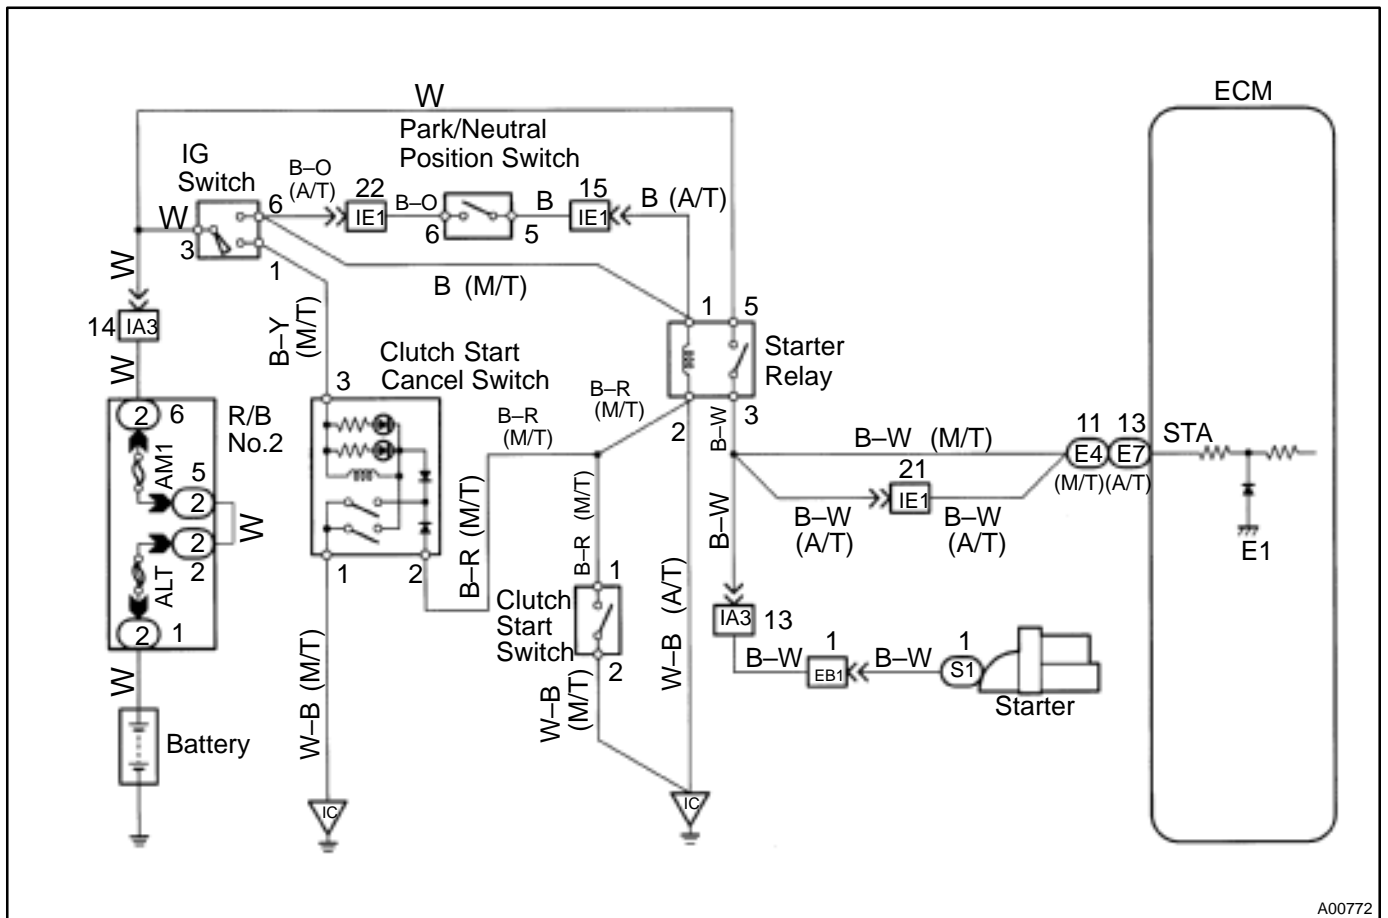 W
ECM
Park/Neutral
Position Switch
IG
Switch
B–O
(A/T)
22
IE1
B–O
6
5
B
15
IE1
B (A/T)
W
3
6
1
B (M/T)
W
14
IA3
W
B–Y
(M/T)
1
5
Starter
Relay
2
3
Clutch Start
Cancel Switch
3
1
2
B–R
(M/T)
B–R
(M/T)
B–W
B–W (M/T)
11
13
E4
E7
(M/T)
(A/T)
STA
E1
21
IE1
B–W
(A/T)
B–W
(A/T)
R/B
No.2
2
6
AM1
5
2
W
2
2
ALT
2
1
W
Battery
B–R (M/T)
B–R (M/T)
Clutch
Start
Switch
1
2
W–B (M/T)
W–B
(M/T)
W–B (A/T)
B–W
IA3
13
B–W
1
EB1
B–W
1
S1
Starter
IC
IC
A00772